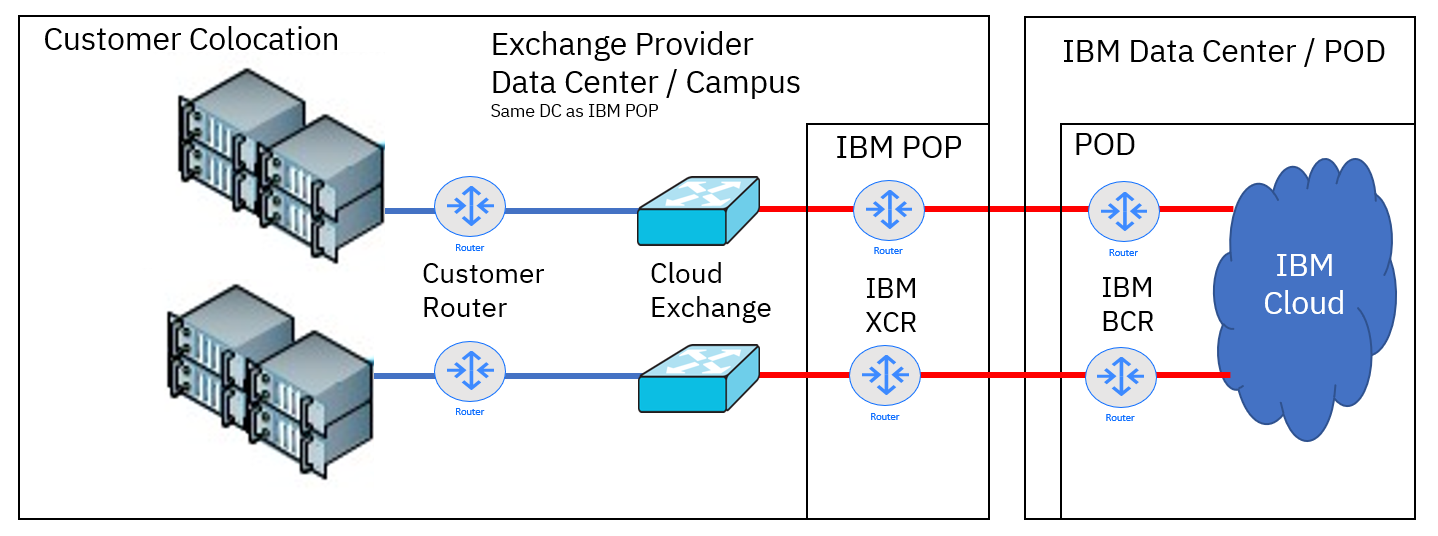 Customer Colocation
Exchange Provider
Data Center / Campus
Same DC as IBM POP
IBM Data Center / POD
IBM POP
POD
Router
Router
Router
Customer
Router
Cloud
Exchange
IBM
XCR
IBM
BCR
IBM
Cloud
Router
Router
Router